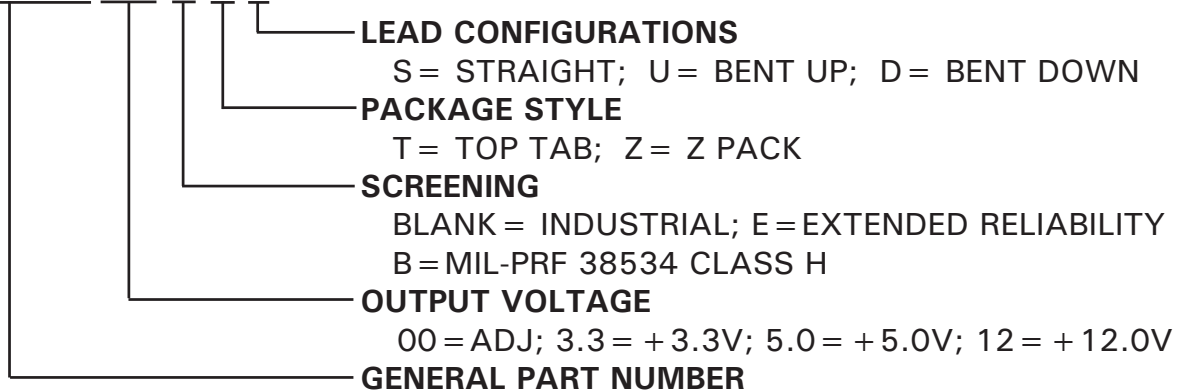 LEAD CONFIGURATIONS
S= STRAIGHT; U= BENT UP; D= BENT DOWN
PACKAGE STYLE
T= TOP TAB; Z= Z PACK
SCREENING
BLANK= INDUSTRIAL; E=EXTENDED RELIABILITY
B=MIL-PRF 38534 CLASS H
OUTPUT VOLTAGE
00=ADJ; 3.3=+3.3V; 5.0=+5.0V; 12=+12.0V
GENERAL PART NUMBER